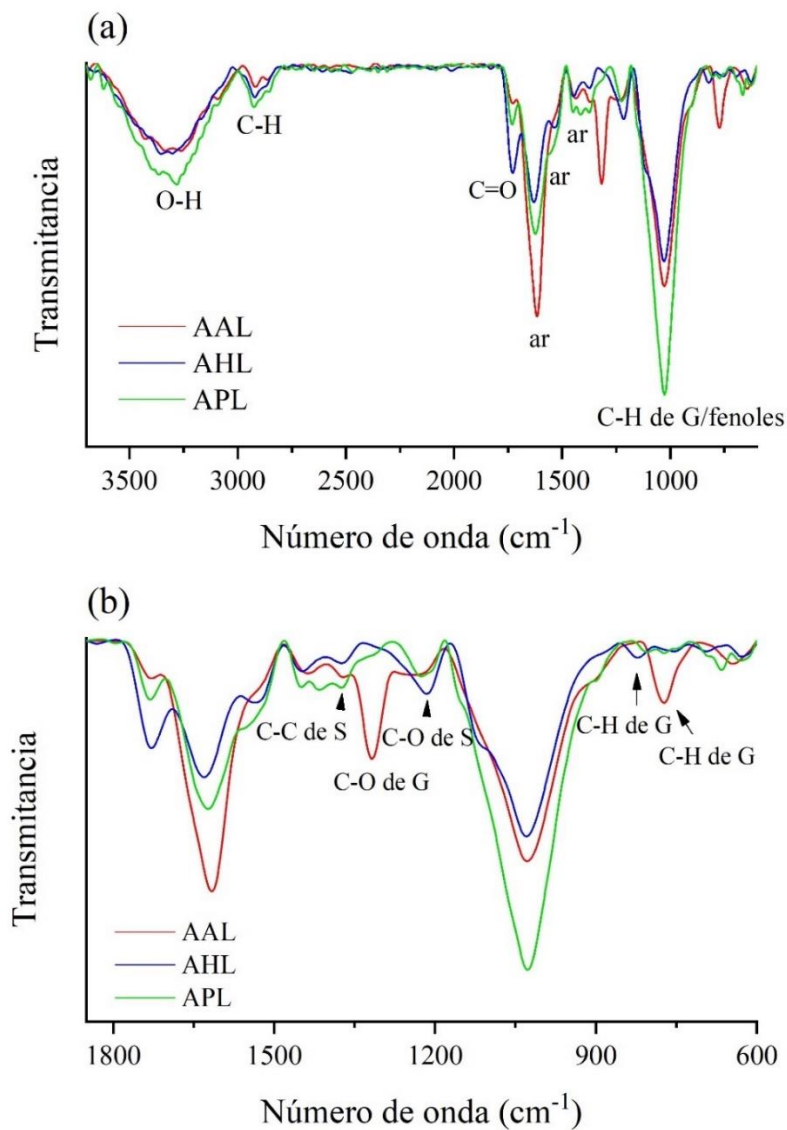 (a)
C-H
O-H
C=O
ar
ar
ar
AAL
AHL
APL
C-H de G/fenoles
Transmitancia
3500 3000 2500 2000 1500 1000
Número de onda (cm⁻¹)
(b)
C-C de S
C-O de G
C-O de S
C-H de G
C-H de G
AAL
AHL
APL
Transmitancia
1800 1500 1200 900 600
Número de onda (cm⁻¹)